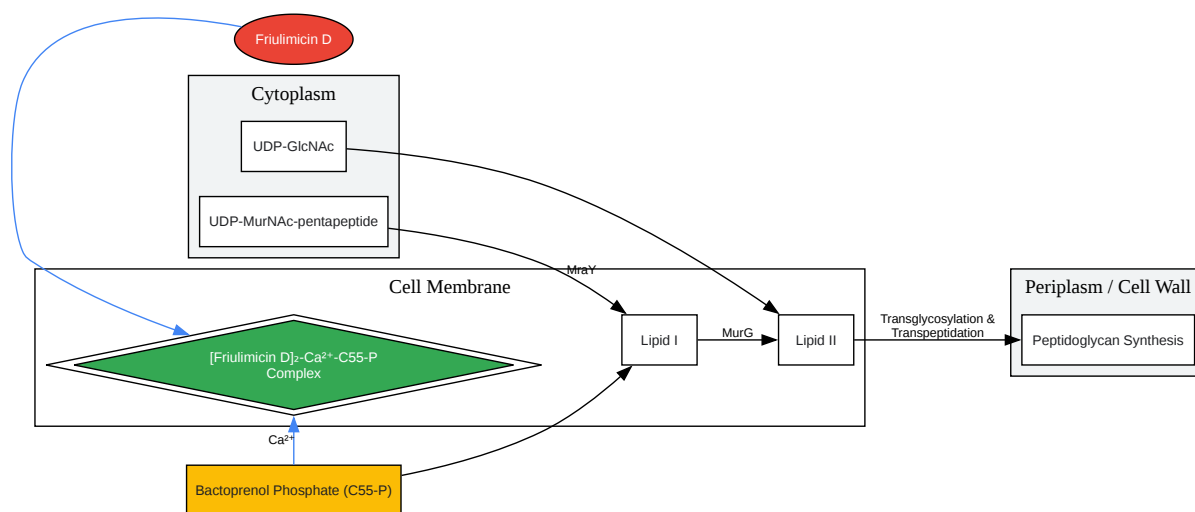 Friulimicin D
Cytoplasm
UDP-GlcNAc
UDP-MurNAc-pentapeptide
MraY
Cell Membrane
Periplasm / Cell Wall
[Friulimicin D]₂-Ca²⁺-C55-P
Complex
Lipid I
MurG
Lipid II
Transglycosylation &
Transpeptidation
Peptidoglycan Synthesis
Ca²⁺
Bactoprenol Phosphate (C55-P)